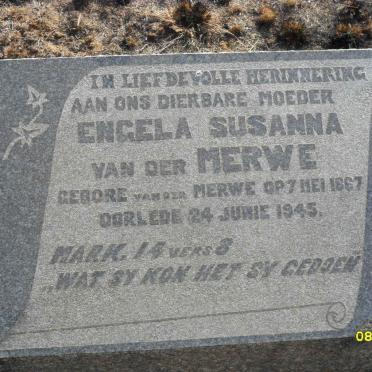 IN LIEFDEVOLLE HERINNERING
AAN ONS DIERBARE MOEDER
ENGELA SUSANNA
VAN DER MERWE
GEBORE VAN DER MERWE OP 7 MEI 1867
OORLEDE 24 JUNIE 1945.
MARK. 14 VERS 8
„WAT SY KON HET SY GEDOEN"
08